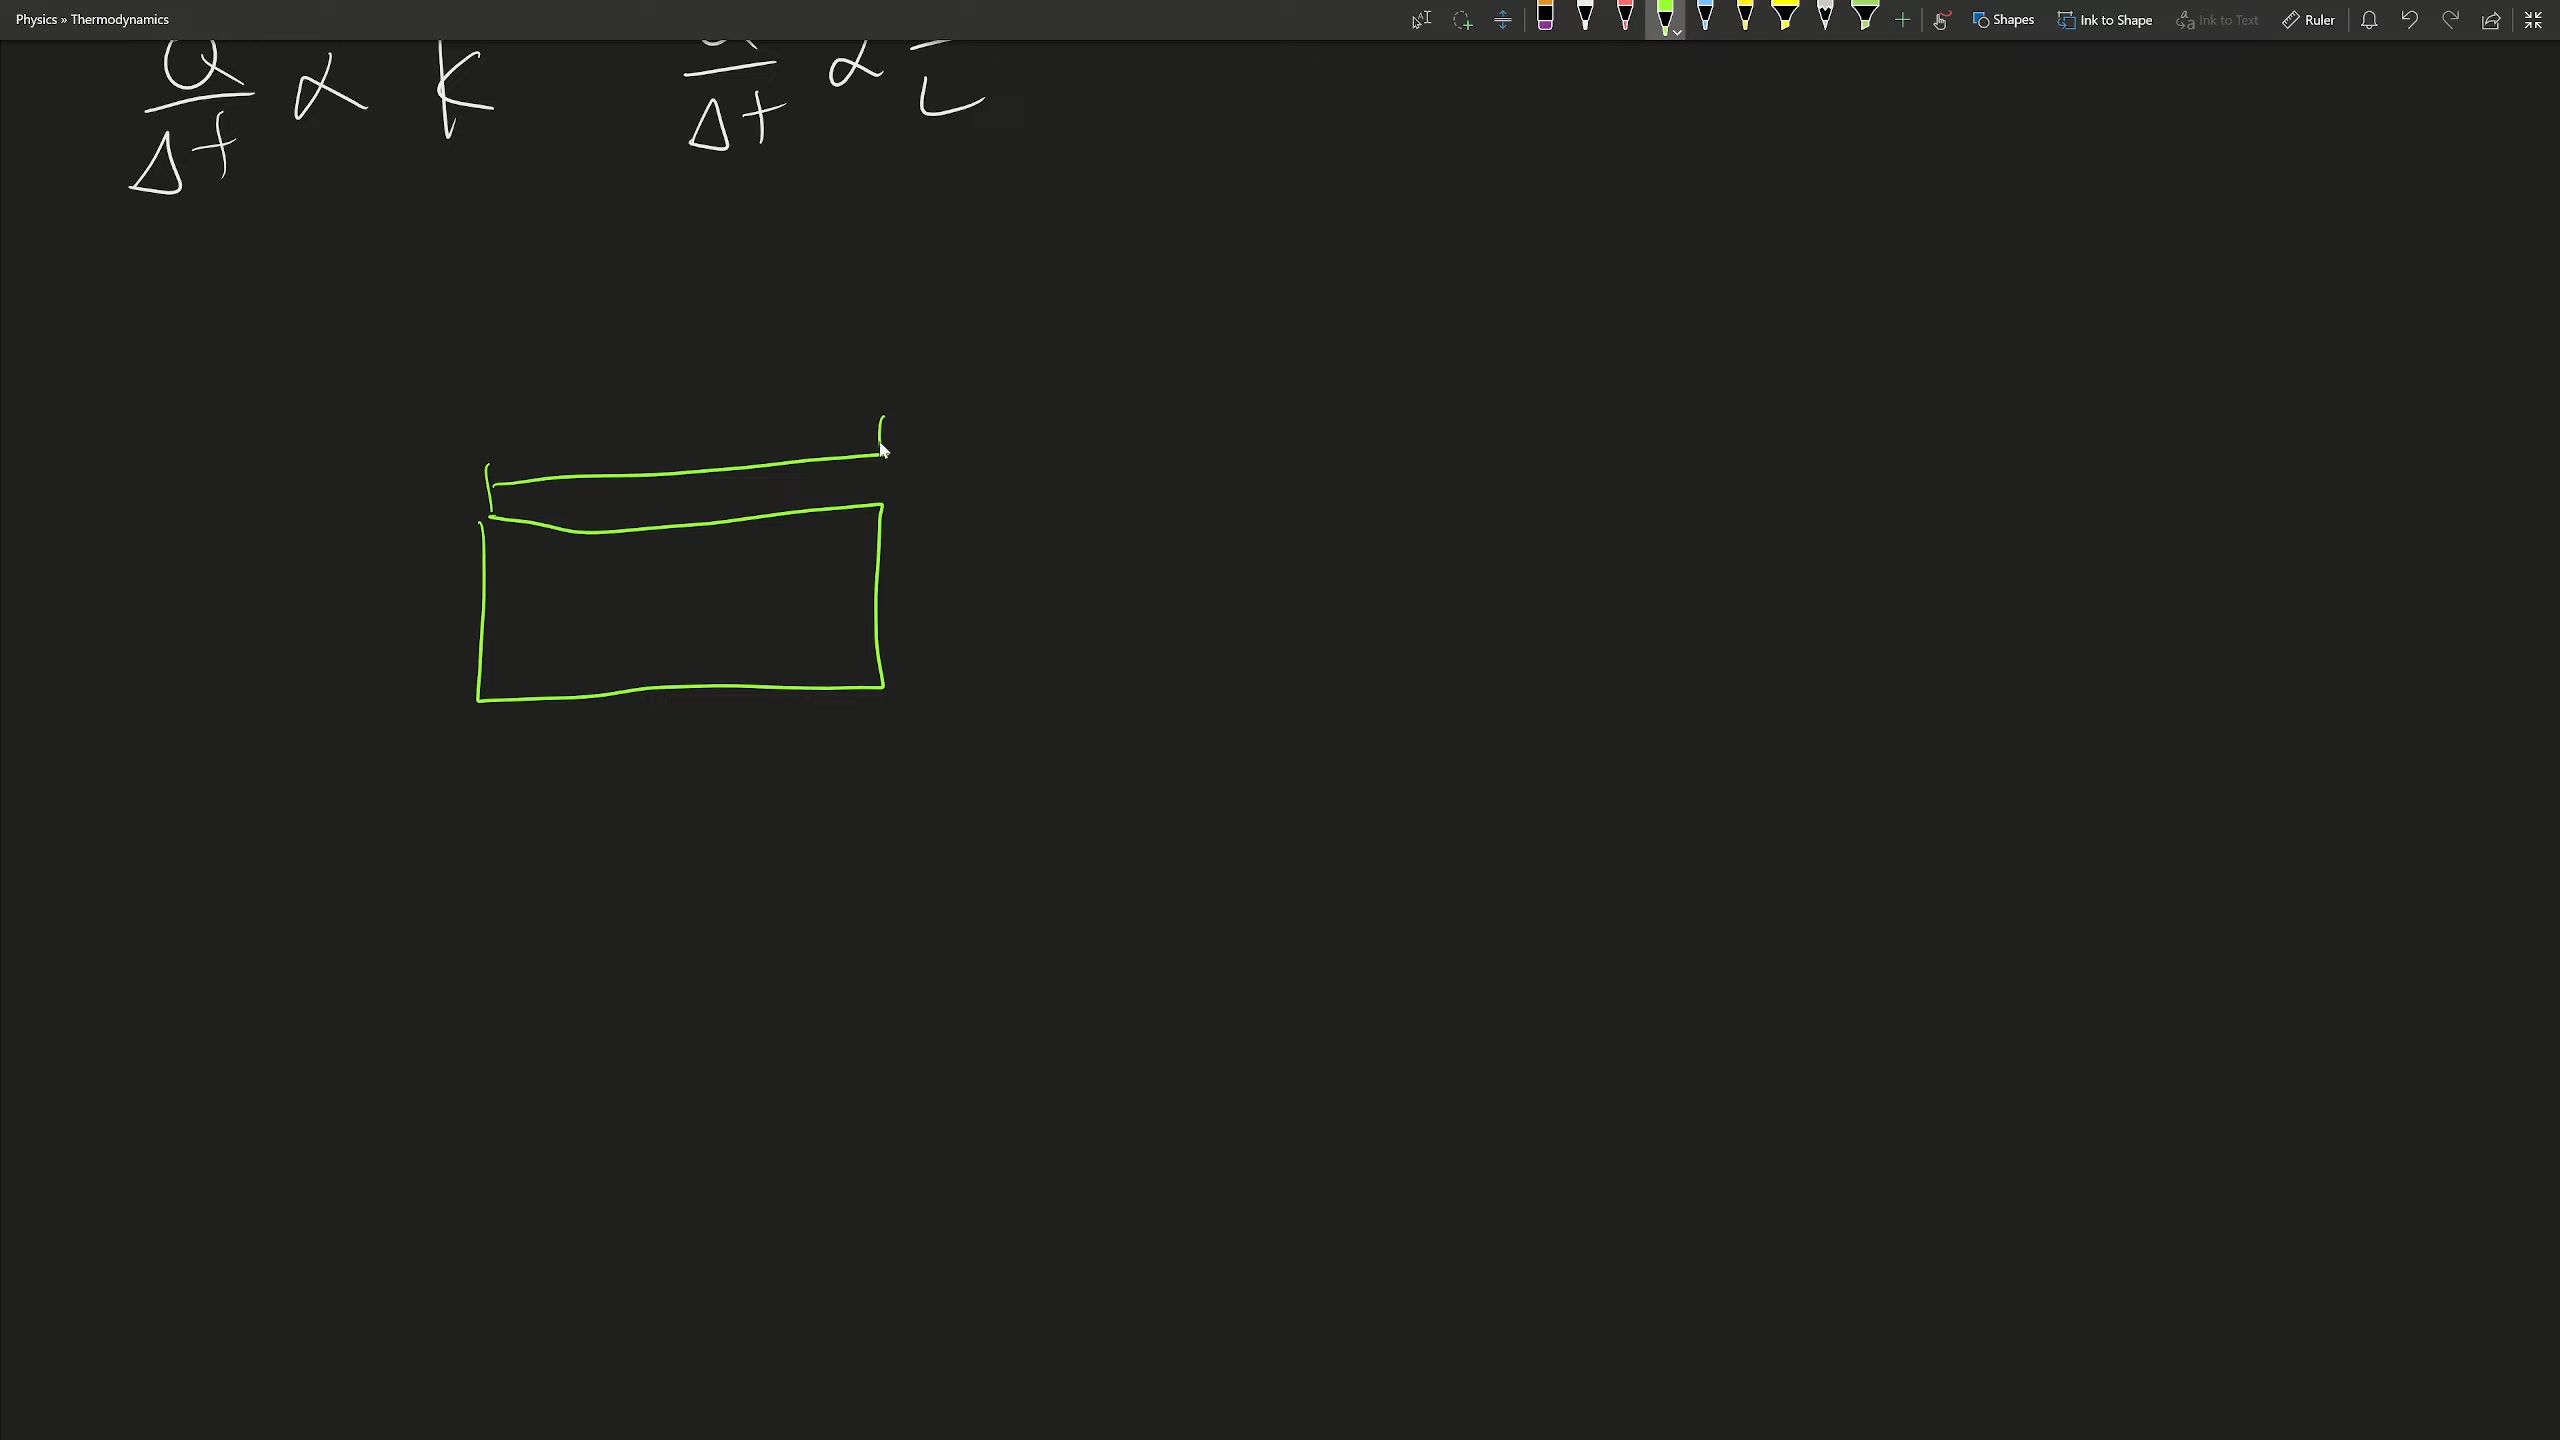 Physics » Thermodynamics
Shapes
Ink to Shape
Ink to Text
Ruler
Q/Δt ∝ K
/Δt ∝ /L